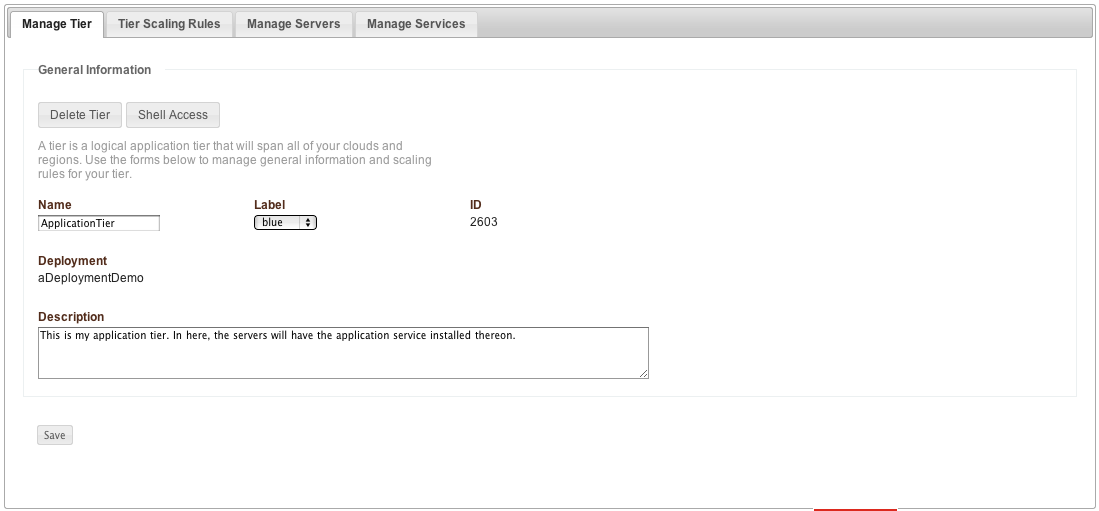 Manage Tier Tier Scaling Rules Manage Servers Manage Services
General Information
Delete Tier Shell Access
A tier is a logical application tier that will span all of your clouds and
regions. Use the forms below to manage general information and scaling
rules for your tier.
Name Label ID
ApplicationTier blue 2603
Deployment
aDeploymentDemo
Description
This is my application tier. In here, the servers will have the application service installed thereon.
Save